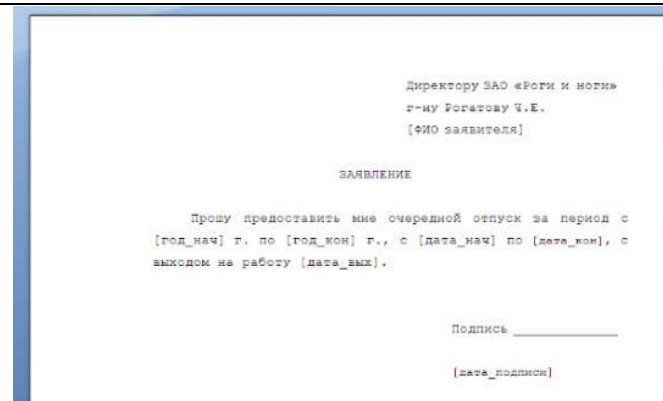 Директору ЗАО «Роги и ноги»
г-ну Рогатову Ч.Е.
[ФИО заявителя]
ЗАЯВЛЕНИЕ
Прошу предоставить мне очередной отпуск за период с
[год_нач] г. по [год_кон] г., с [дата_нач] по [дата_кон], с
выходом на работу [дата_вых].
Подпись ______________
[дата_подписи]